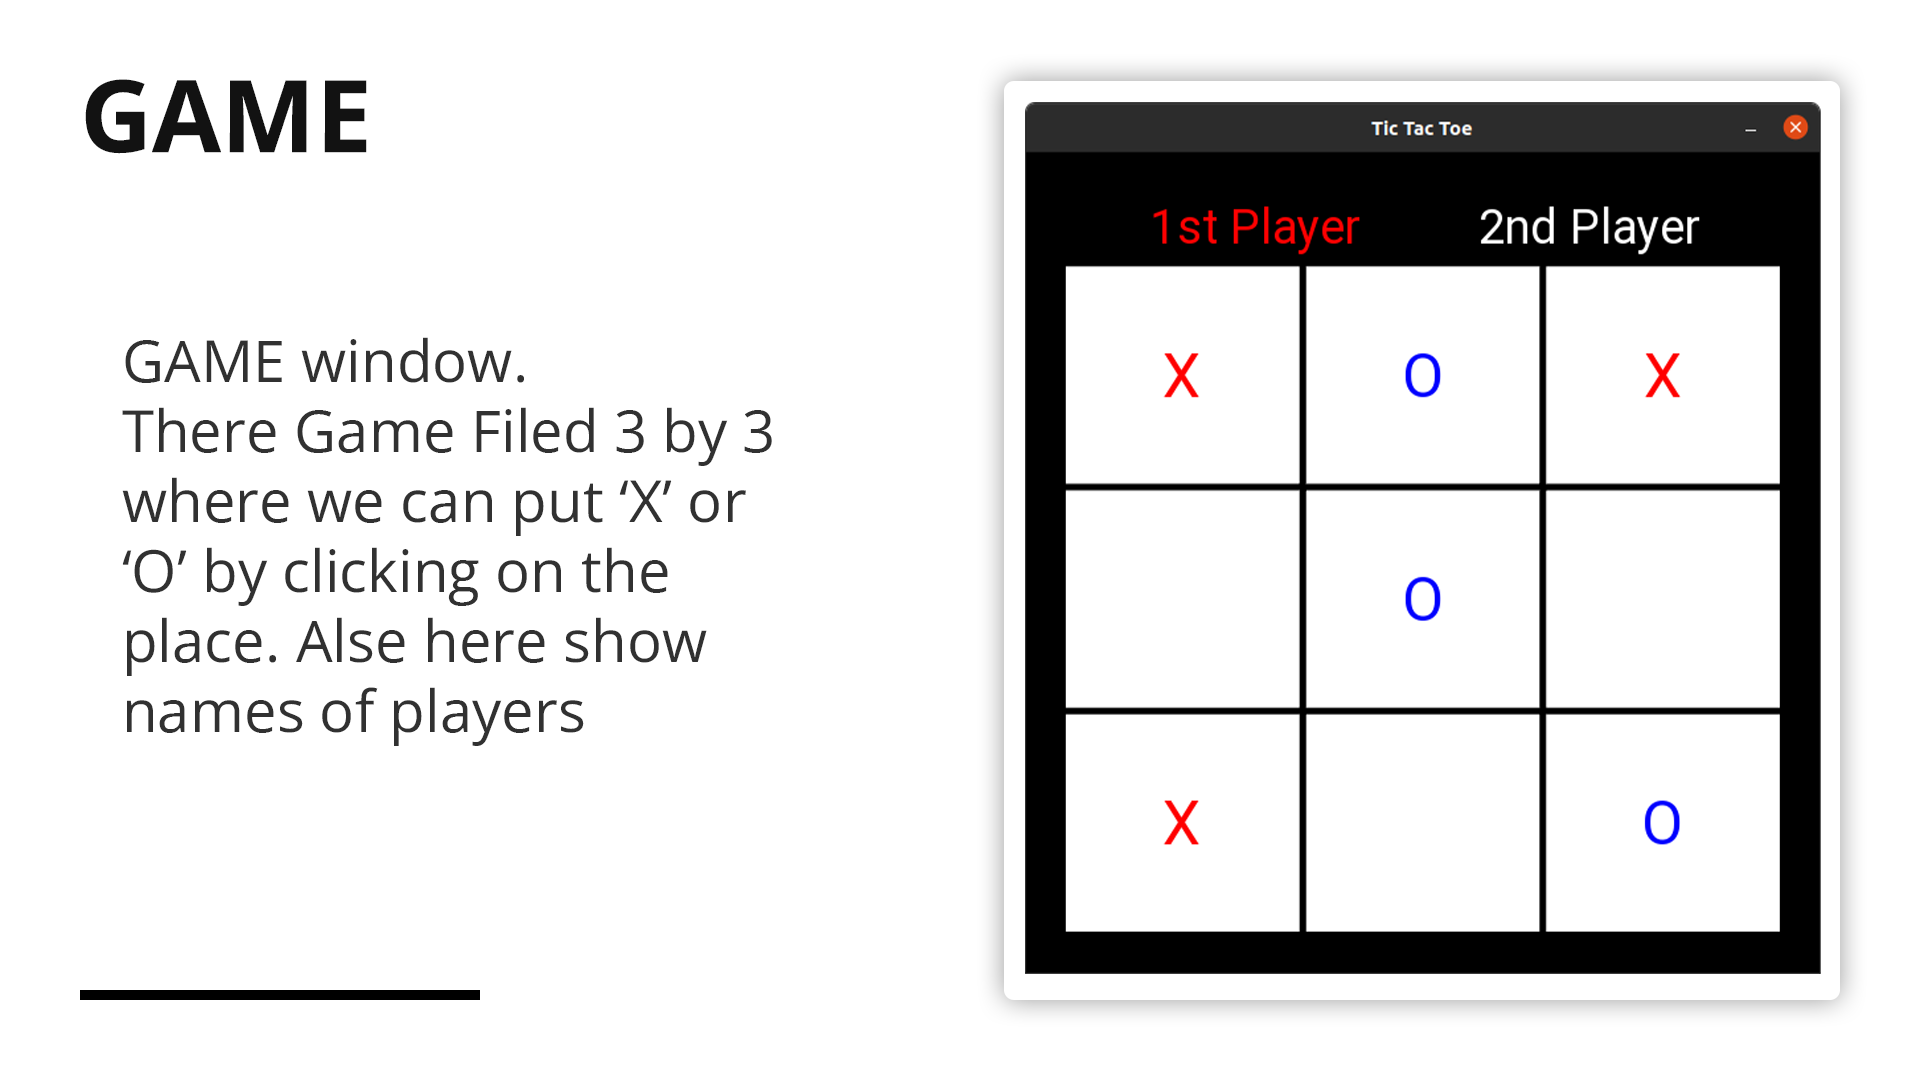 GAME
GAME window.
There Game Filed 3 by 3
where we can put ‘X’ or
‘O’ by clicking on the
place. Alse here show
names of players
Tic Tac Toe
1st Player 2nd Player
X O X
O
X O